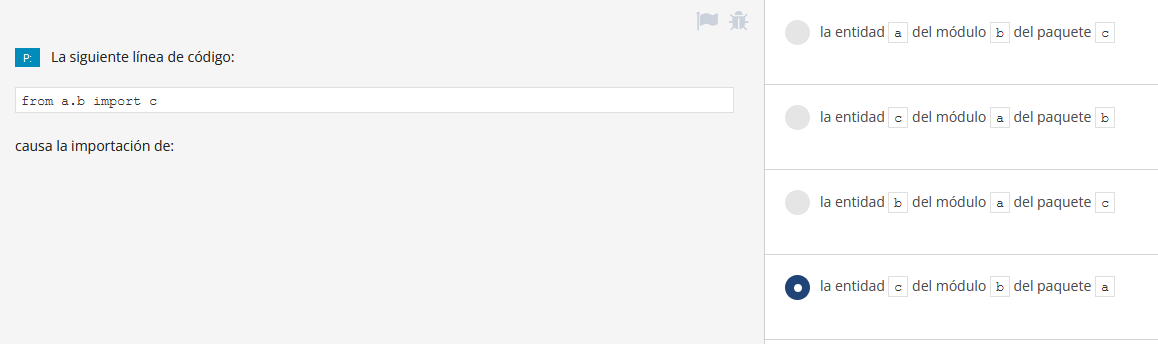 P: La siguiente línea de código:
from a.b import c
causa la importación de:
la entidad a del módulo b del paquete c
la entidad c del módulo a del paquete b
la entidad b del módulo a del paquete c
la entidad c del módulo b del paquete a